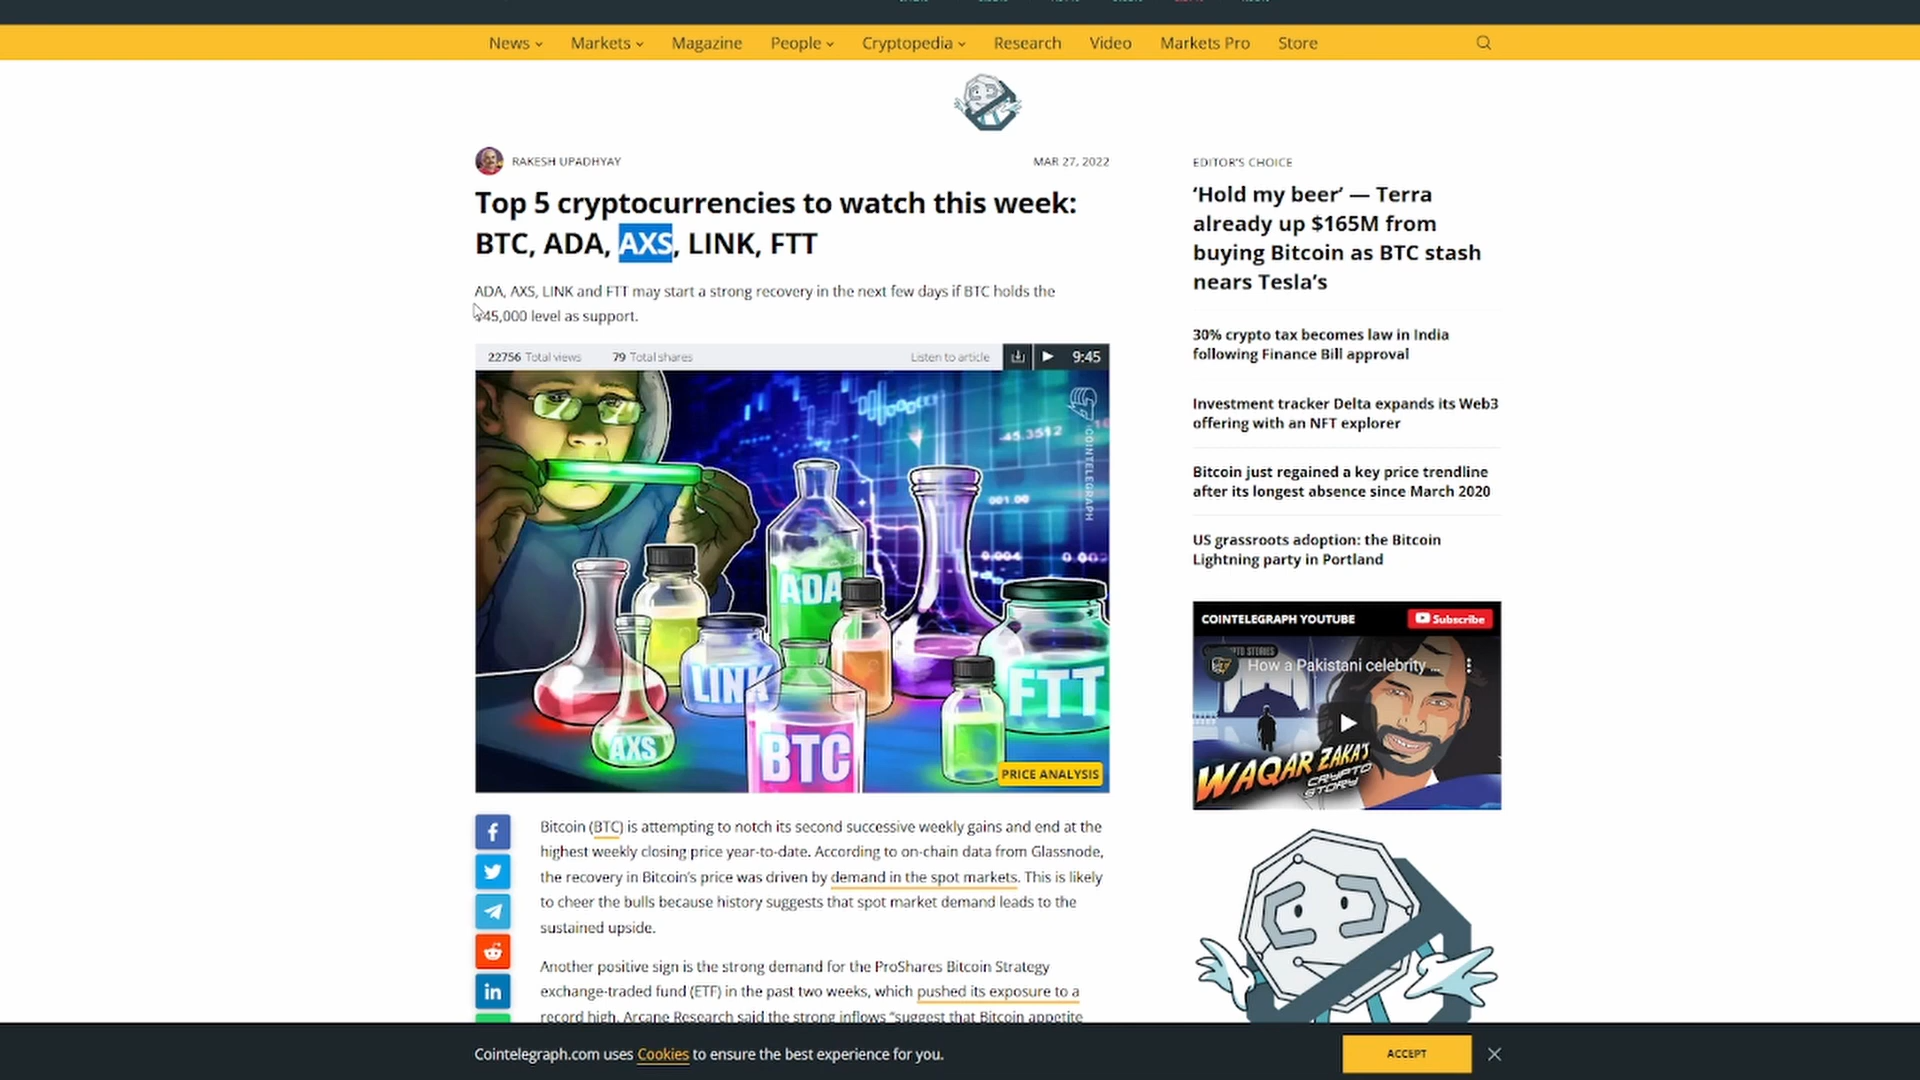 News Markets Magazine People Cryptopedia Research Video Markets Pro Store
RAKESH UPADHYAY
MAR 27, 2022
Top 5 cryptocurrencies to watch this week:
BTC, ADA, AXS, LINK, FTT
ADA, AXS, LINK and FTT may start a strong recovery in the next few days if BTC holds the
$45,000 level as support.
22756 Total views 79 Total shares Listen to article 9:45
COINTELEGRAPH
-45.3512
001.00
0.004
ADA
LINK
FTT
AXS
BTC
PRICE ANALYSIS
Bitcoin (BTC) is attempting to notch its second successive weekly gains and end at the
highest weekly closing price year-to-date. According to on-chain data from Glassnode,
the recovery in Bitcoin's price was driven by demand in the spot markets. This is likely
to cheer the bulls because history suggests that spot market demand leads to the
sustained upside.
Another positive sign is the strong demand for the ProShares Bitcoin Strategy
exchange-traded fund (ETF) in the past two weeks, which pushed its exposure to a
record high. Arcane Research said the strong inflows “suggest that Bitcoin appetite
EDITOR'S CHOICE
‘Hold my beer’ — Terra
already up $165M from
buying Bitcoin as BTC stash
nears Tesla’s
30% crypto tax becomes law in India
following Finance Bill approval
Investment tracker Delta expands its Web3
offering with an NFT explorer
Bitcoin just regained a key price trendline
after its longest absence since March 2020
US grassroots adoption: the Bitcoin
Lightning party in Portland
COINTELEGRAPH YOUTUBE Subscribe
How a Pakistani celebrity ...
WAQAR ZAKA'S
CRYPTO
STORY
Cointelegraph.com uses Cookies to ensure the best experience for you.
ACCEPT